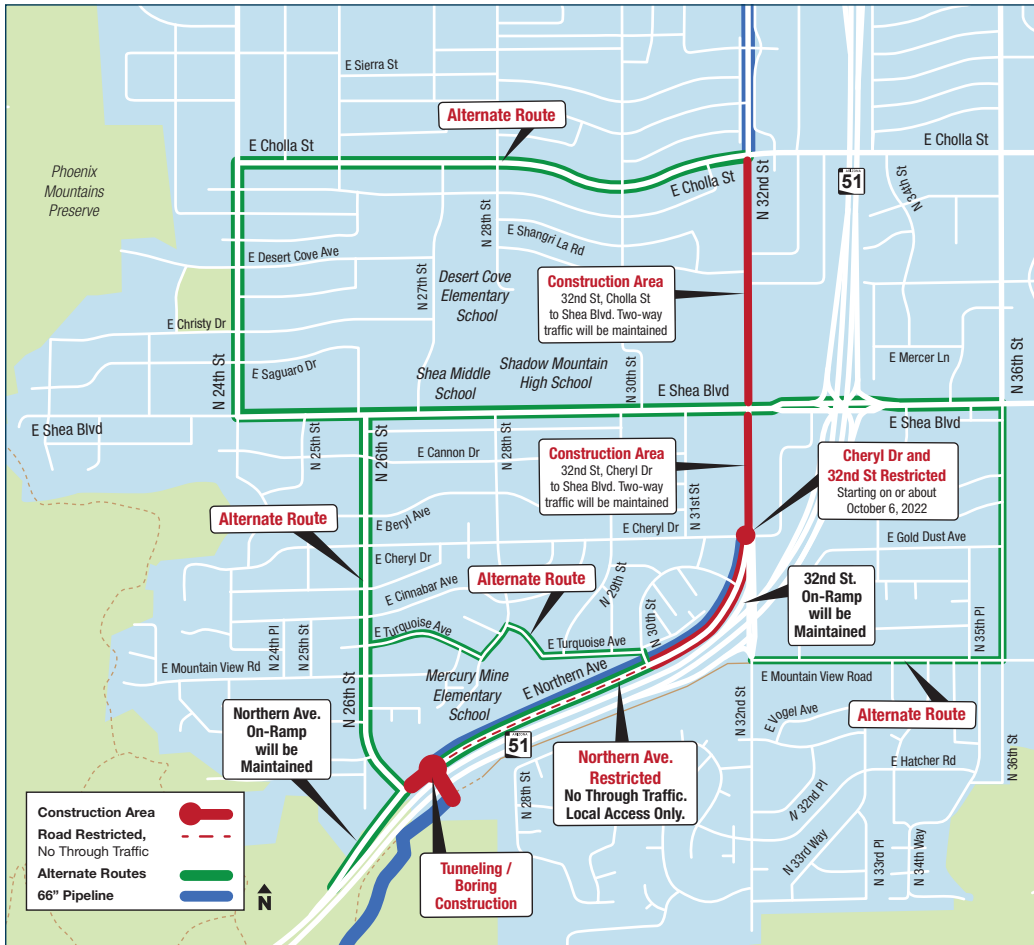 E Sierra St
Alternate Route
E Cholla St
E Cholla St
E Cholla St
N 32nd St
ARIZONA
51
N 34th St
Phoenix
Mountains
Preserve
N 28th St
E Shangri La Rd
E Desert Cove Ave
N 27th St
Desert Cove
Elementary
School
Construction Area
32nd St, Cholla St
to Shea Blvd. Two-way
traffic will be maintained
E Christy Dr
N 24th St
E Saguaro Dr
Shea Middle
School
Shadow Mountain
High School
N 30th St
E Mercer Ln
N 36th St
E Shea Blvd
E Shea Blvd
E Shea Blvd
N 25th St
N 26th St
E Cannon Dr
N 28th St
Construction Area
32nd St, Cheryl Dr
to Shea Blvd. Two-way
traffic will be maintained
N 31st St
Cheryl Dr and
32nd St Restricted
Starting on or about
October 6, 2022
Alternate Route
E Beryl Ave
E Cheryl Dr
E Cheryl Dr
E Gold Dust Ave
E Cinnabar Ave
Alternate Route
N 29th St
32nd St.
On-Ramp
will be
Maintained
N 24th Pl
N 25th St
E Turquoise Ave
E Turquoise Ave
N 30th St
N 35th Pl
E Mountain View Rd
N 26th St
Mercury Mine
Elementary
School
E Northern Ave
E Mountain View Road
N 32nd St
E Vogel Ave
Alternate Route
Northern Ave.
On-Ramp
will be
Maintained
ARIZONA
51
N 28th St
Northern Ave.
Restricted
No Through Traffic.
Local Access Only.
E Hatcher Rd
N 36th St
N 32nd Pl
N 33rd Way
N 33rd Pl
N 34th Way
Tunneling /
Boring
Construction
Construction Area
Road Restricted,
No Through Traffic
Alternate Routes
66” Pipeline
N